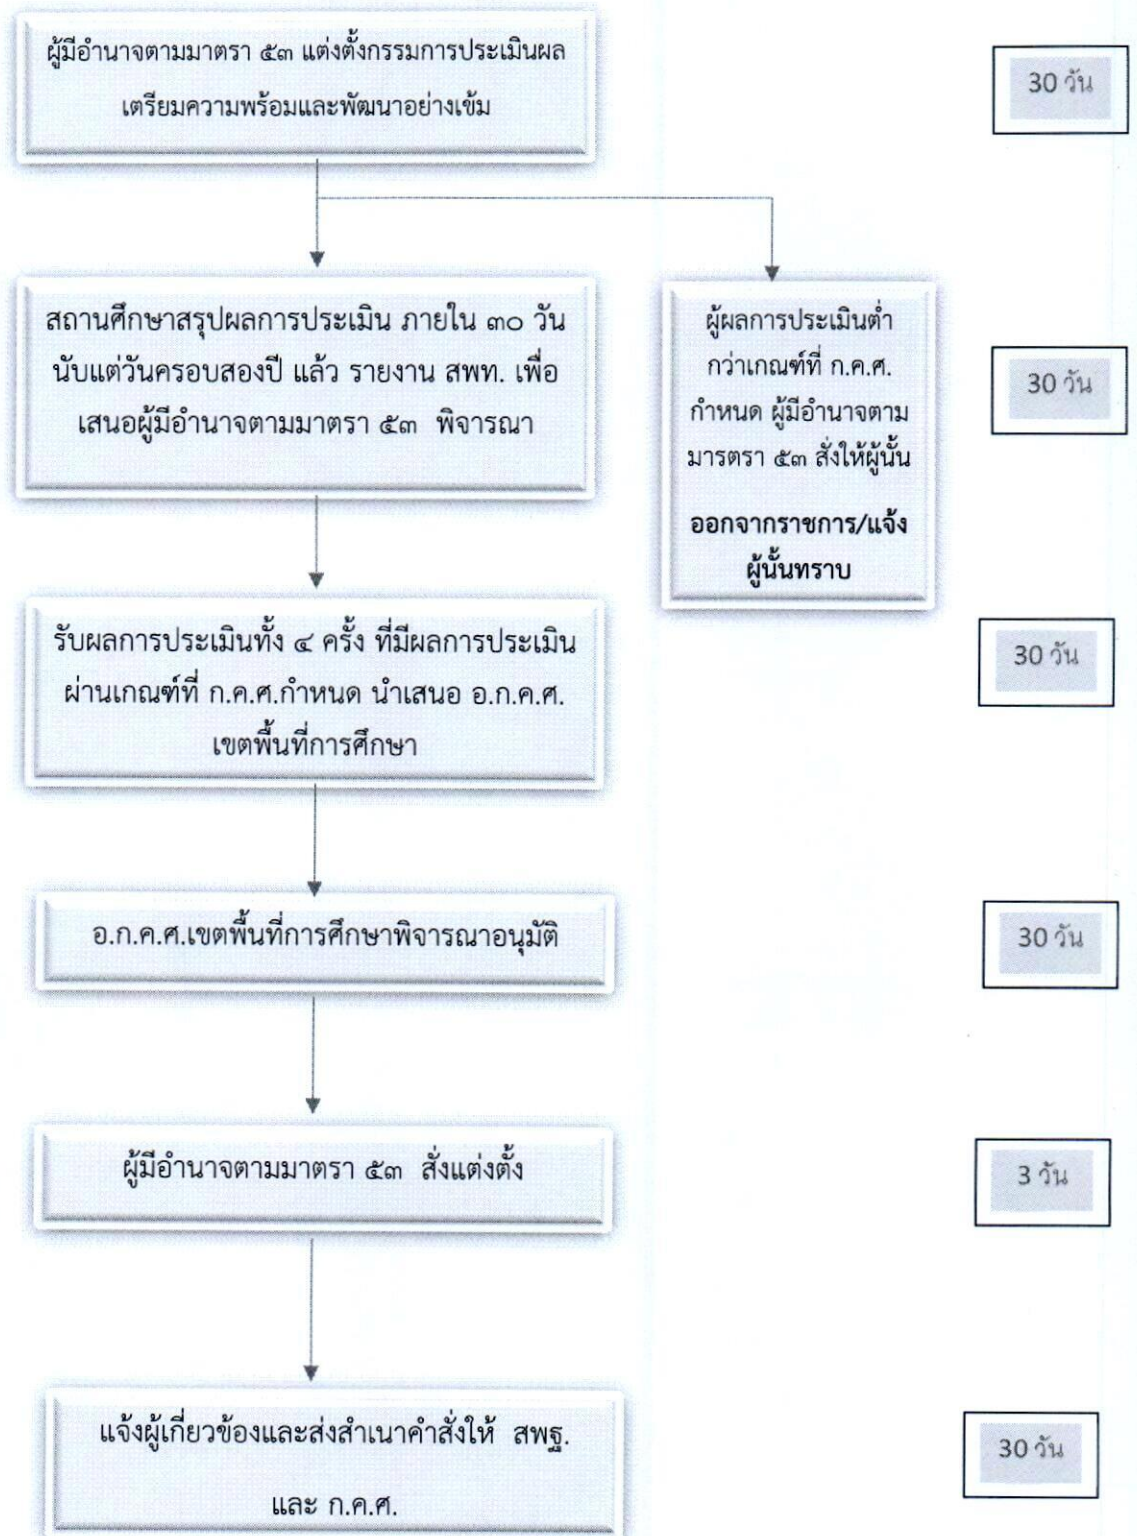 ผู้มีอำนาจตามมาตรา ๕๓ แต่งตั้งกรรมการประเมินผล
เตรียมความพร้อมและพัฒนาอย่างเข้ม
30 วัน
สถานศึกษาสรุปผลการประเมิน ภายใน ๓๐ วัน
นับแต่วันครอบสองปี แล้ว รายงาน สพท. เพื่อ
เสนอผู้มีอำนาจตามมาตรา ๕๓ พิจารณา
ผู้ผลการประเมินต่ำ
กว่าเกณฑ์ที่ ก.ค.ศ.
กำหนด ผู้มีอำนาจตาม
มารตรา ๕๓ สั่งให้ผู้นั้น
ออกจากราชการ/แจ้ง
ผู้นั้นทราบ
30 วัน
รับผลการประเมินทั้ง ๔ ครั้ง ที่มีผลการประเมิน
ผ่านเกณฑ์ที่ ก.ค.ศ.กำหนด นำเสนอ อ.ก.ค.ศ.
เขตพื้นที่การศึกษา
30 วัน
อ.ก.ค.ศ.เขตพื้นที่การศึกษาพิจารณาอนุมัติ
30 วัน
ผู้มีอำนาจตามมาตรา ๕๓ สั่งแต่งตั้ง
3 วัน
แจ้งผู้เกี่ยวข้องและส่งสำเนาคำสั่งให้ สพฐ.
และ ก.ค.ศ.
30 วัน